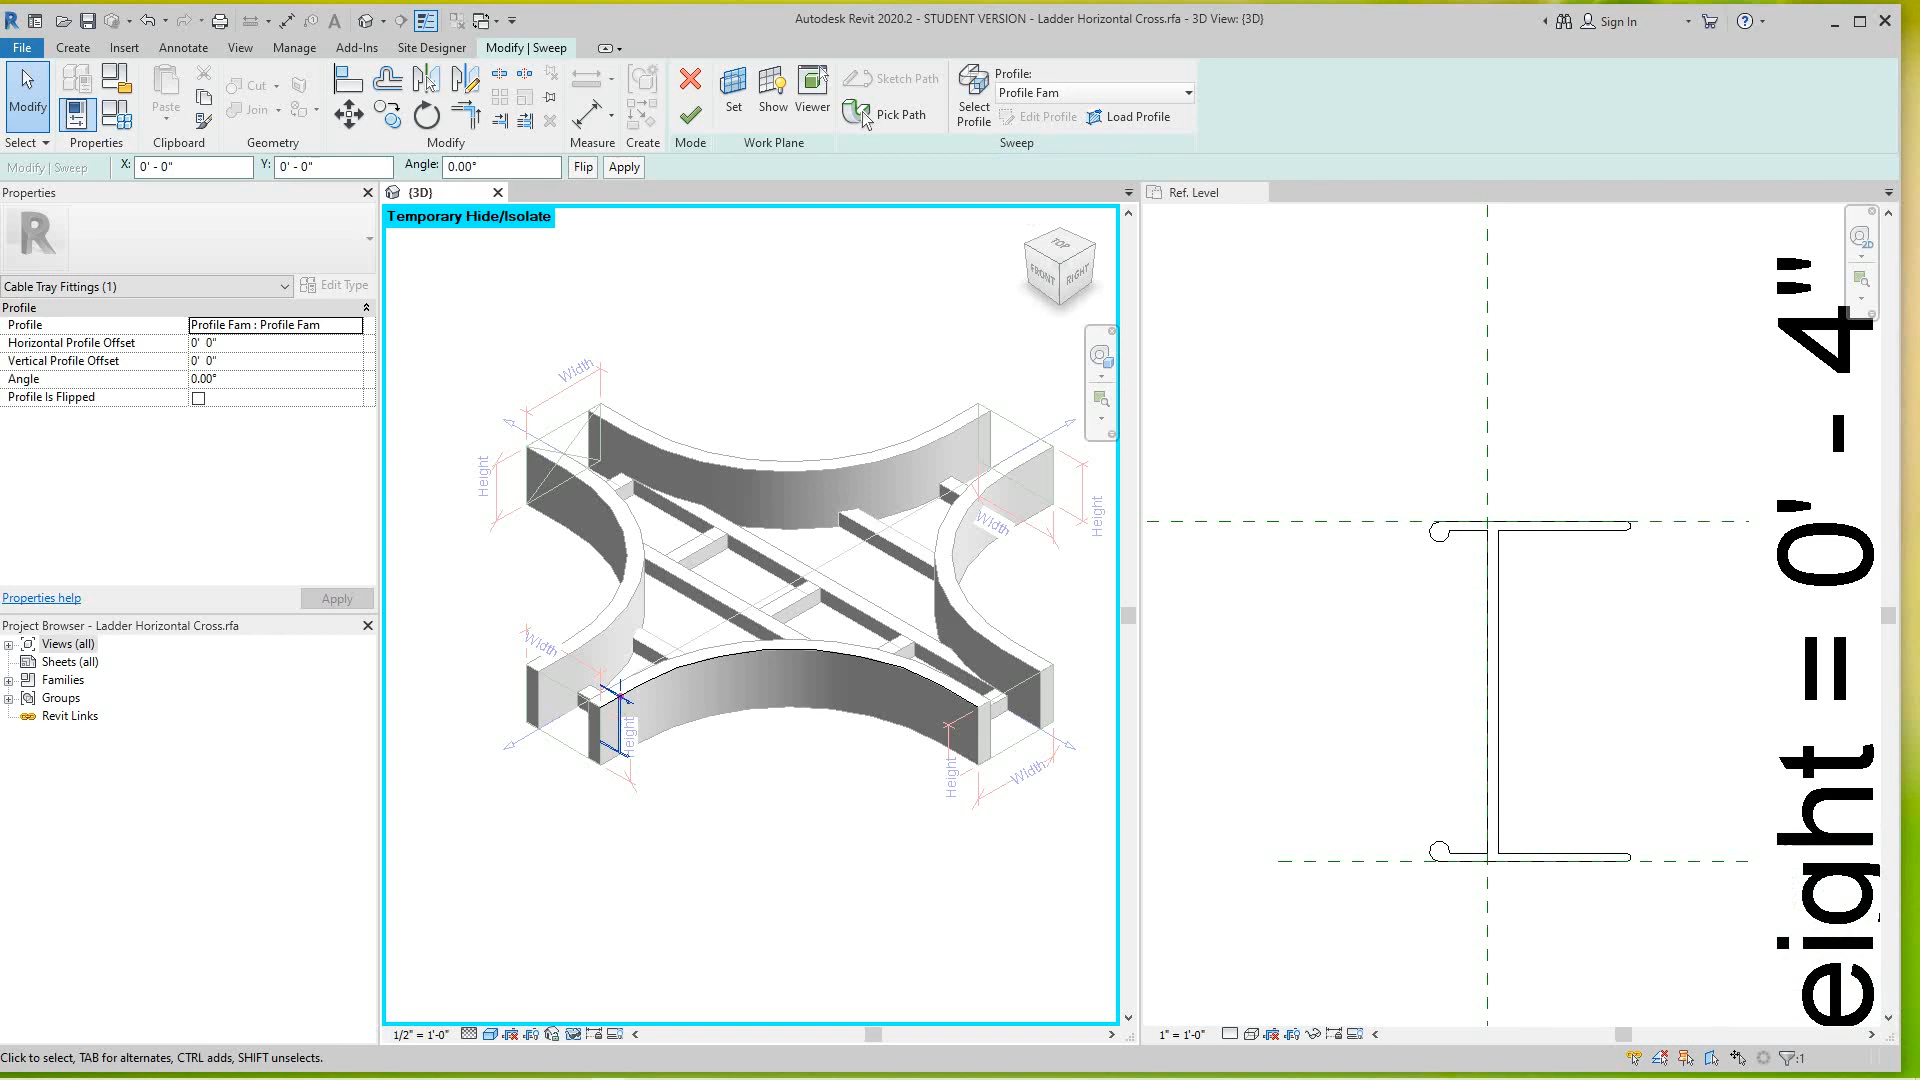 Autodesk Revit 2020.2 - STUDENT VERSION - Ladder Horizontal Cross.rfa - 3D View: {3D}
Sign In
File Create Insert Annotate View Manage Add-Ins Site Designer Modify | Sweep
Modify
Paste
Cut
Join
Set Show Viewer
Sketch Path
Pick Path
Select Profile
Profile:
Profile Fam
Edit Profile Load Profile
Select Properties Clipboard Geometry Modify Measure Create Mode Work Plane Sweep
Modify | Sweep X: 0' - 0" Y: 0' - 0" Angle: 0.00° Flip Apply
Properties
R
Cable Tray Fittings (1) Edit Type
Profile
Profile Profile Fam : Profile Fam
Horizontal Profile Offset 0' 0"
Vertical Profile Offset 0' 0"
Angle 0.00°
Profile Is Flipped
Properties help Apply
Project Browser - Ladder Horizontal Cross.rfa
Views (all)
Sheets (all)
Families
Groups
Revit Links
{3D}
Temporary Hide/Isolate
TOP
FRONT RIGHT
Width
Height
Width
Height
Width
Height
Height
Width
1/2" = 1'-0"
Ref. Level
2D
eight = 0' - 4"
1" = 1'-0"
Click to select, TAB for alternates, CTRL adds, SHIFT unselects.
:1